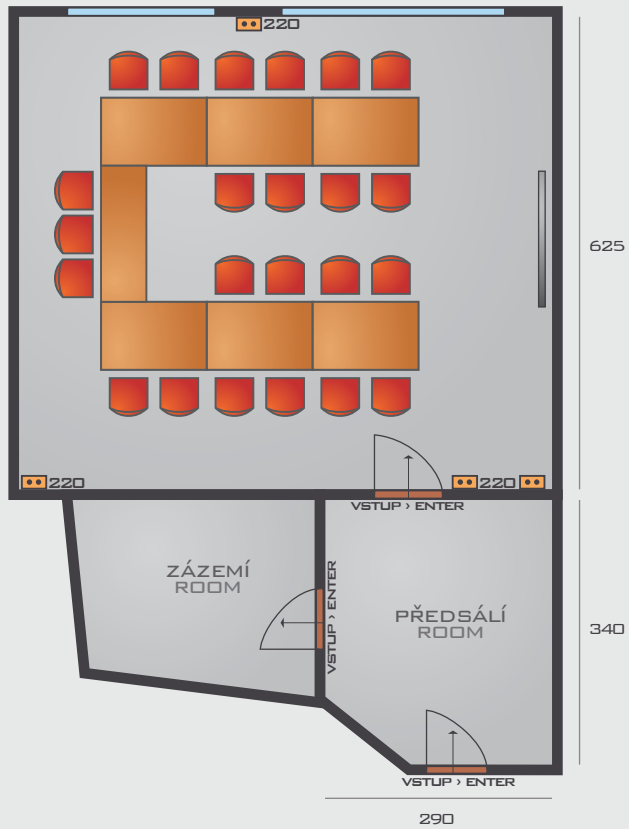 220
625
220
220
VSTUP › ENTER
ZÁZEMÍ
ROOM
VSTUP › ENTER
PŘEDSÁLÍ
ROOM
340
VSTUP › ENTER
290